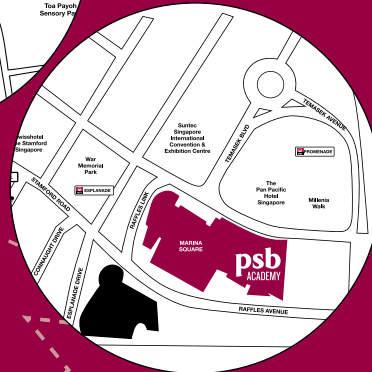 Toa Payoh
Sensory Pa
wisshotel
e Stamford
Singapore
Suntec
Singapore
International
Convention &
Exhibition Centre
TEMASEK AVENUE
TEMASEK BLVD
PROMENADE
War
Memorial
Park
ESPLANADE
STAMFORD ROAD
RAFFLES LINK
The
Pan Pacific
Hotel
Singapore
Millenia
Walk
MARINA
SQUARE
psb
ACADEMY
CONNAUGHT DRIVE
ESPLANADE DRIVE
RAFFLES AVENUE